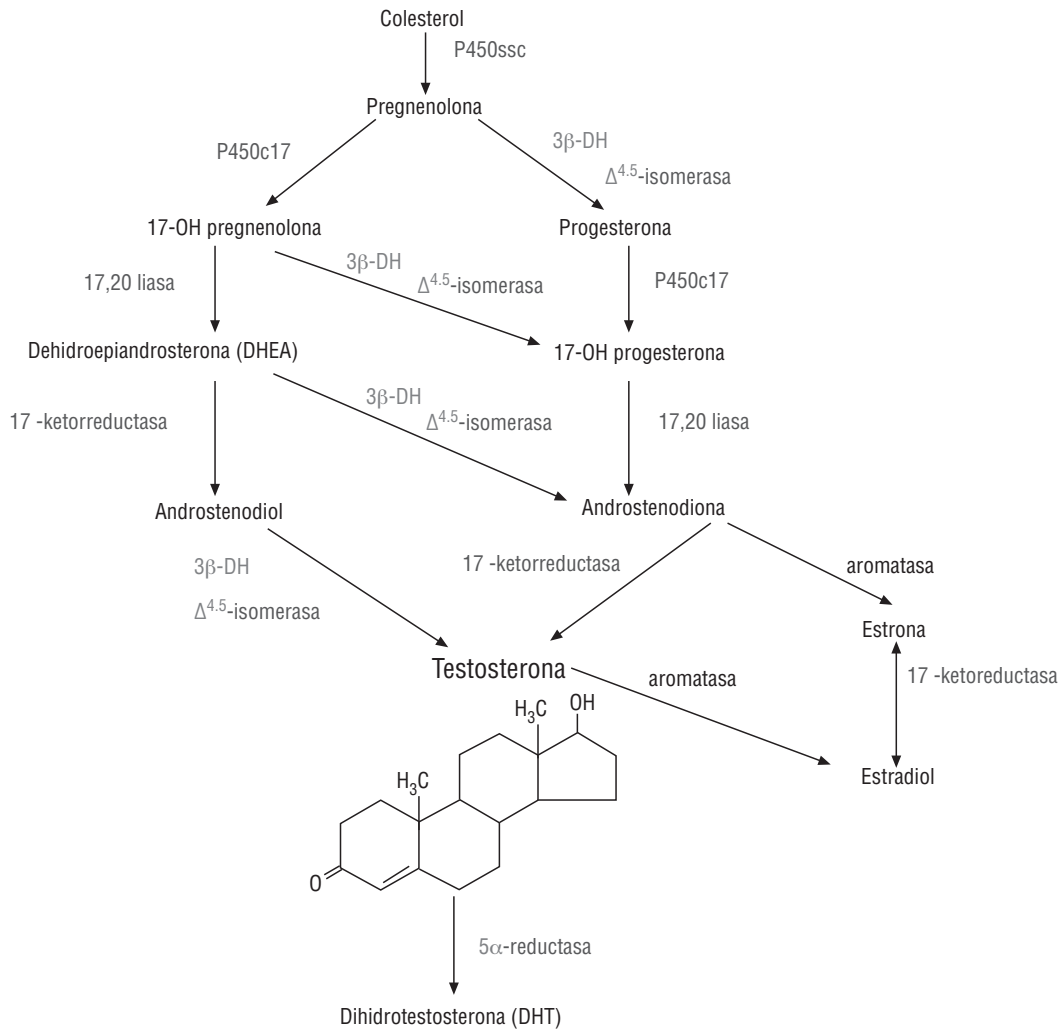 Colesterol
P450ssc
Pregnenolona
P450c17
3β-DH
Δ4.5-isomerasa
17-OH pregnenolona
Progesterona
17,20 liasa
3β-DH
Δ4.5-isomerasa
P450c17
Dehidroepiandrosterona (DHEA)
17-OH progesterona
17 -ketorreductasa
3β-DH
Δ4.5-isomerasa
17,20 liasa
Androstenodiol
Androstenodiona
3β-DH
Δ4.5-isomerasa
17 -ketorreductasa
aromatasa
Estrona
Testosterona
aromatasa
17 -ketoreductasa
H3C
OH
Estradiol
H3C
O
5α-reductasa
Dihidrotestosterona (DHT)